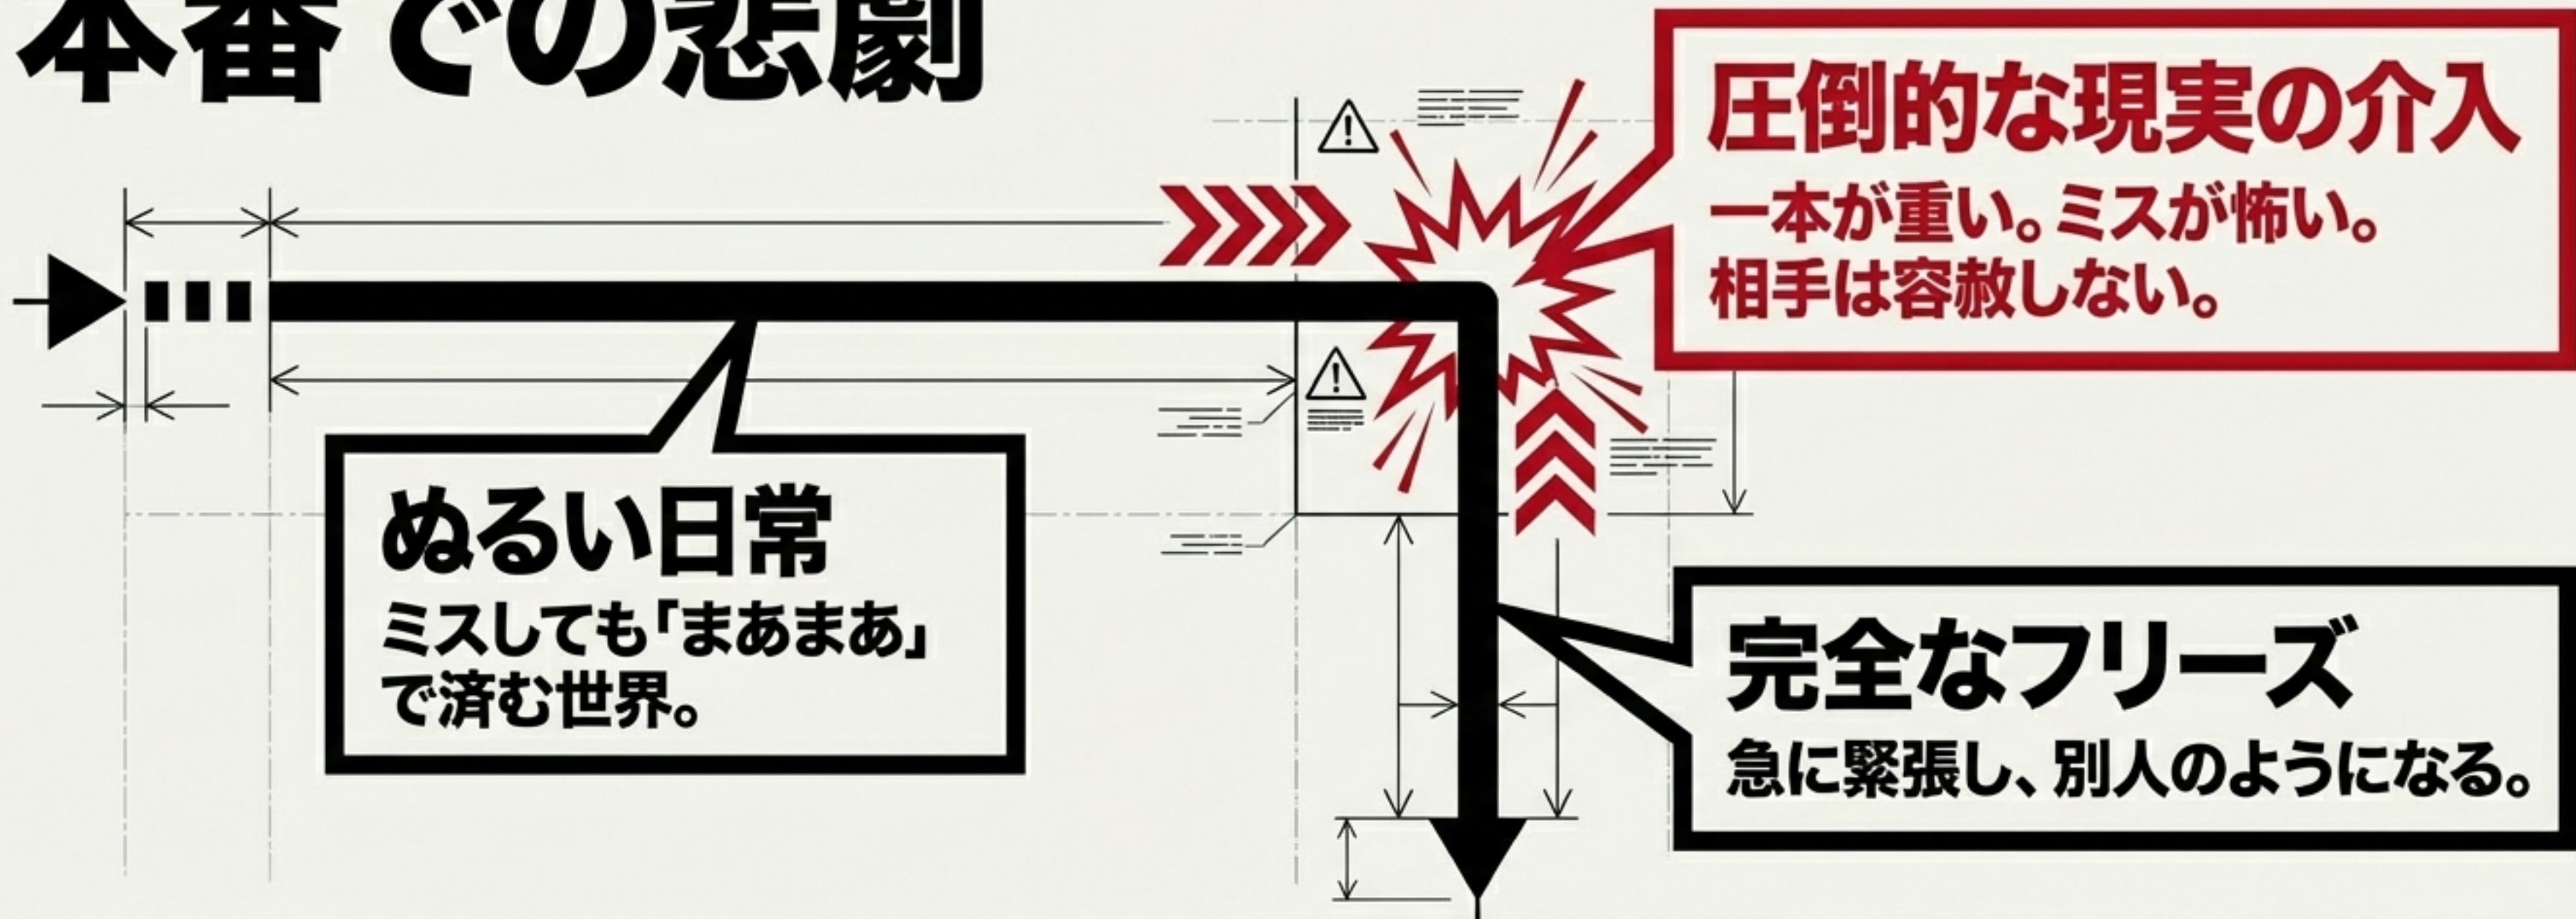 本番での悲劇
圧倒的な現実の介入
一本が重い。ミスが怖い。
相手は容赦しない。
ぬるい日常
ミスしても「まあまあ」
で済む世界。
完全なフリーズ
急に緊張し、別人のようになる。